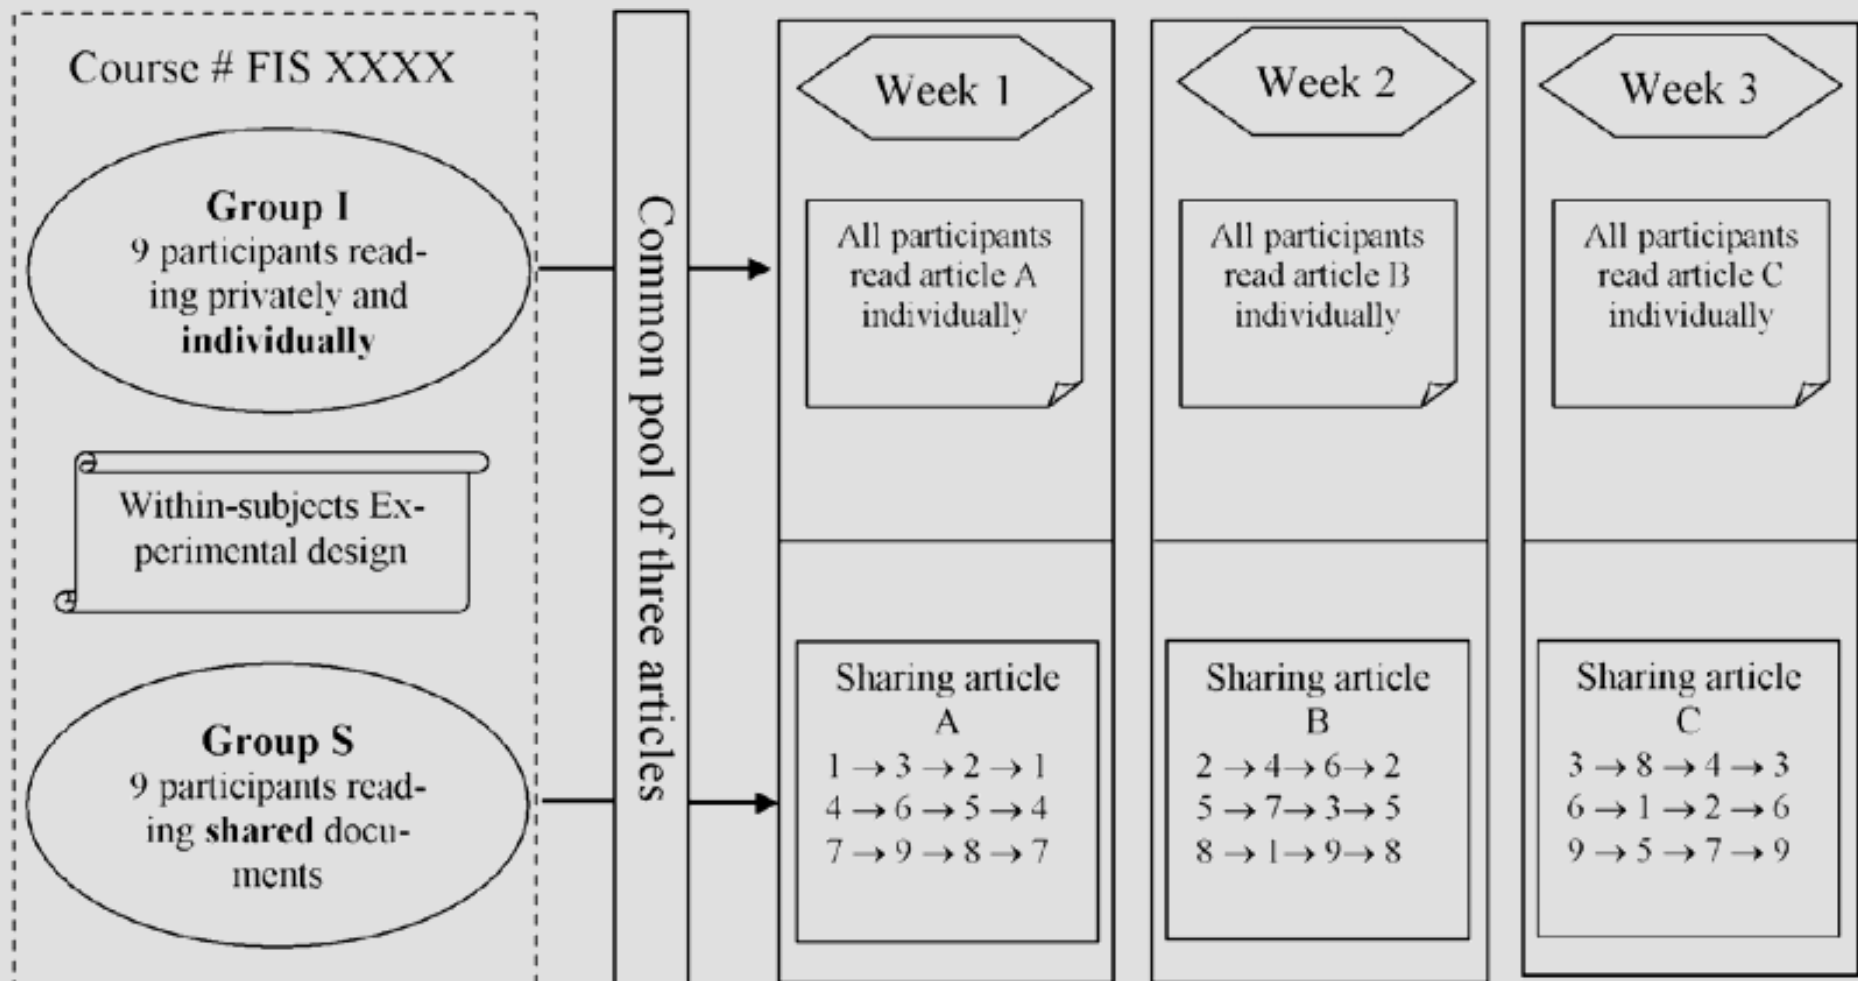 Course # FIS XXXX
Group I
9 participants read-
ing privately and
individually
Within-subjects Ex-
perimental design
Group S
9 participants read-
ing shared docu-
ments
Common pool of three articles
Week 1
All participants
read article A
individually
Sharing article
A
1 → 3 → 2 → 1
4 → 6 → 5 → 4
7 → 9 → 8 → 7
Week 2
All participants
read article B
individually
Sharing article
B
2 → 4 → 6 → 2
5 → 7 → 3 → 5
8 → 1 → 9 → 8
Week 3
All participants
read article C
individually
Sharing article
C
3 → 8 → 4 → 3
6 → 1 → 2 → 6
9 → 5 → 7 → 9